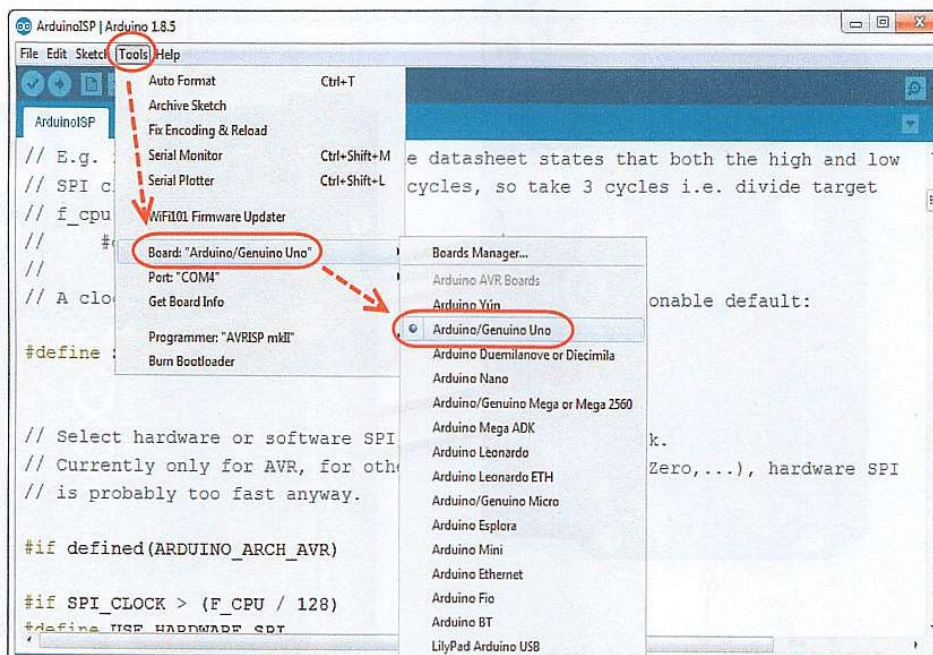 ArduinoISP | Arduino 1.8.5
File Edit Sketch Tools Help
ArduinoISP
Auto Format Ctrl+T
Archive Sketch
Fix Encoding & Reload
Serial Monitor Ctrl+Shift+M
Serial Plotter Ctrl+Shift+L
WiFi101 Firmware Updater
Board: "Arduino/Genuino Uno"
Port: "COM4"
Get Board Info
Programmer: "AVRISP mkII"
Burn Bootloader
Boards Manager...
Arduino AVR Boards
Arduino Yún
Arduino/Genuino Uno
Arduino Duemilanove or Diecimila
Arduino Nano
Arduino/Genuino Mega or Mega 2560
Arduino Mega ADK
Arduino Leonardo
Arduino Leonardo ETH
Arduino/Genuino Micro
Arduino Esplora
Arduino Mini
Arduino Ethernet
Arduino Fio
Arduino BT
LilyPad Arduino USB
// E.g. e datasheet states that both the high and low
// SPI c cycles, so take 3 cycles i.e. divide target
// f_cpu
// #
//
// A clo onable default:
#define
// Select hardware or software SPI k.
// Currently only for AVR, for oth Zero,...), hardware SPI
// is probably too fast anyway.
#if defined(ARDUINO_ARCH_AVR)
#if SPI_CLOCK > (F_CPU / 128)
#define USE_HARDWARE_SPI